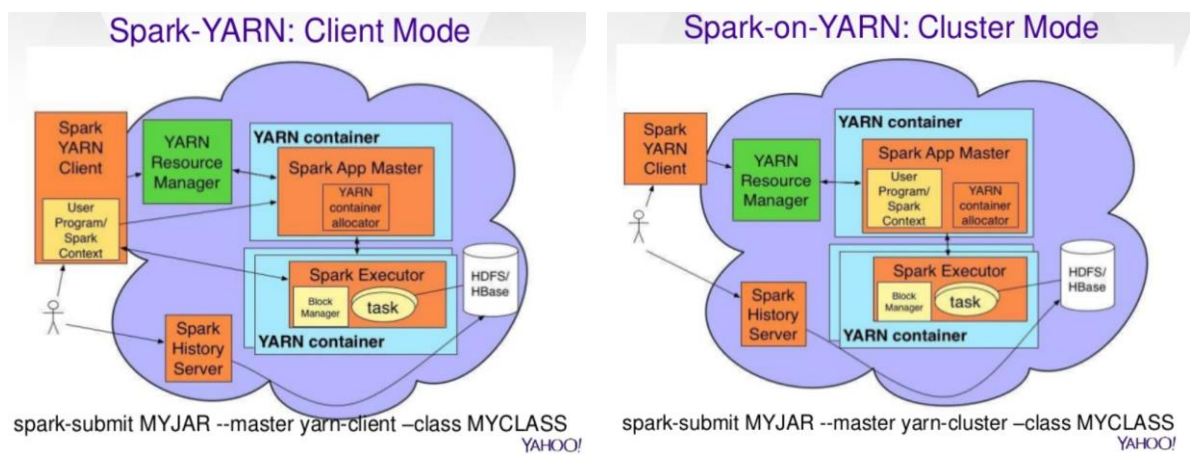 Spark-YARN: Client Mode
Spark
YARN
Client
User
Program/
Spark
Context
YARN
Resource
Manager
YARN container
Spark App Master
YARN
container
allocator
Spark Executor
Block
Manager
task
YARN container
HDFS/
HBase
Spark
History
Server
spark-submit MYJAR --master yarn-client –class MYCLASS
YAHOO!
Spark-on-YARN: Cluster Mode
Spark
YARN
Client
YARN
Resource
Manager
YARN container
Spark App Master
User
Program/
Spark
Context
YARN
container
allocator
Spark Executor
Block
Manager
task
YARN container
HDFS/
HBase
Spark
History
Server
spark-submit MYJAR --master yarn-cluster –class MYCLASS
YAHOO!